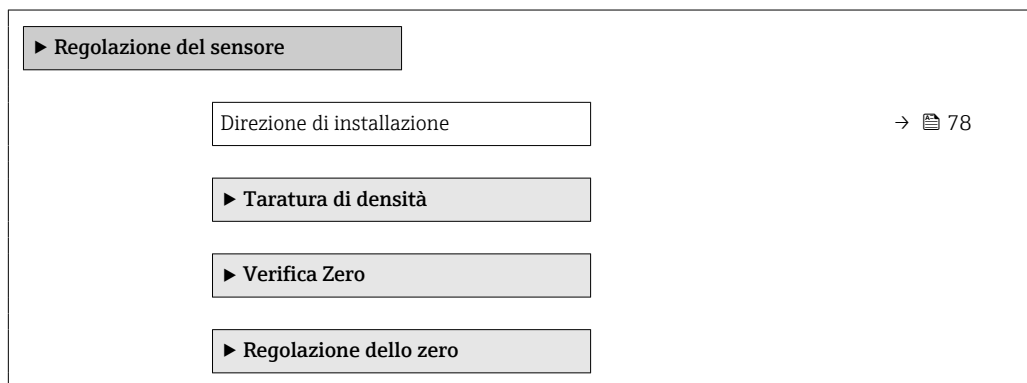 ▶ Regolazione del sensore
Direzione di installazione → 78
▶ Taratura di densità
▶ Verifica Zero
▶ Regolazione dello zero